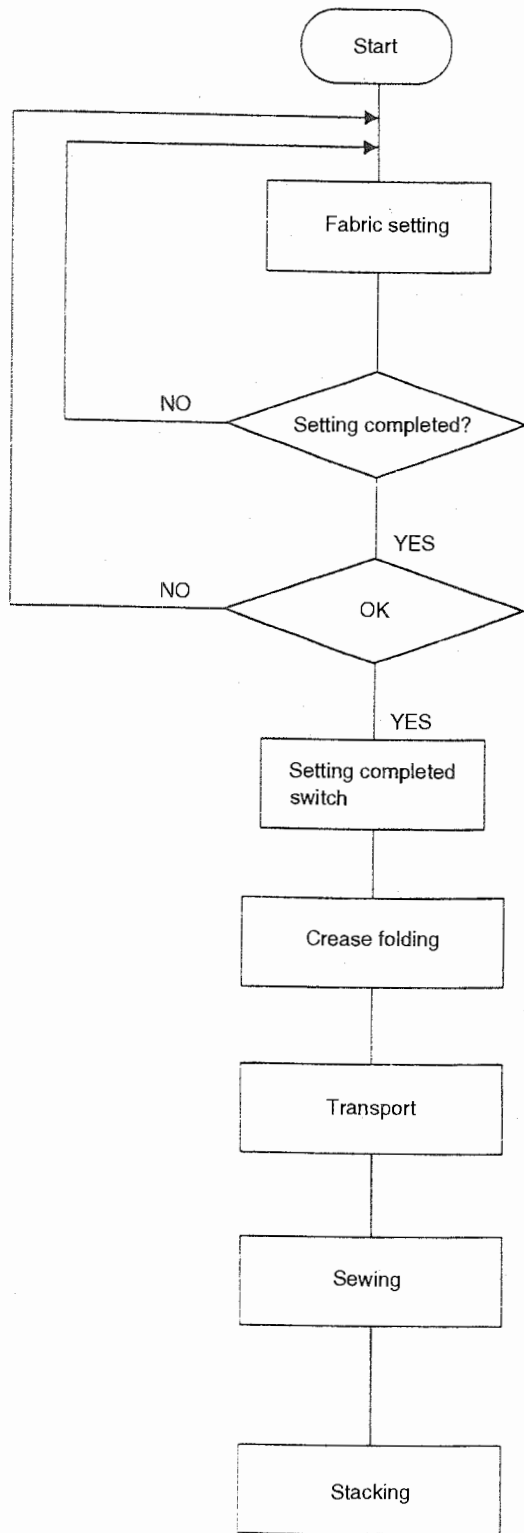 Start
Fabric setting
NO
Setting completed?
YES
NO
OK
YES
Setting completed
switch
Crease folding
Transport
Sewing
Stacking